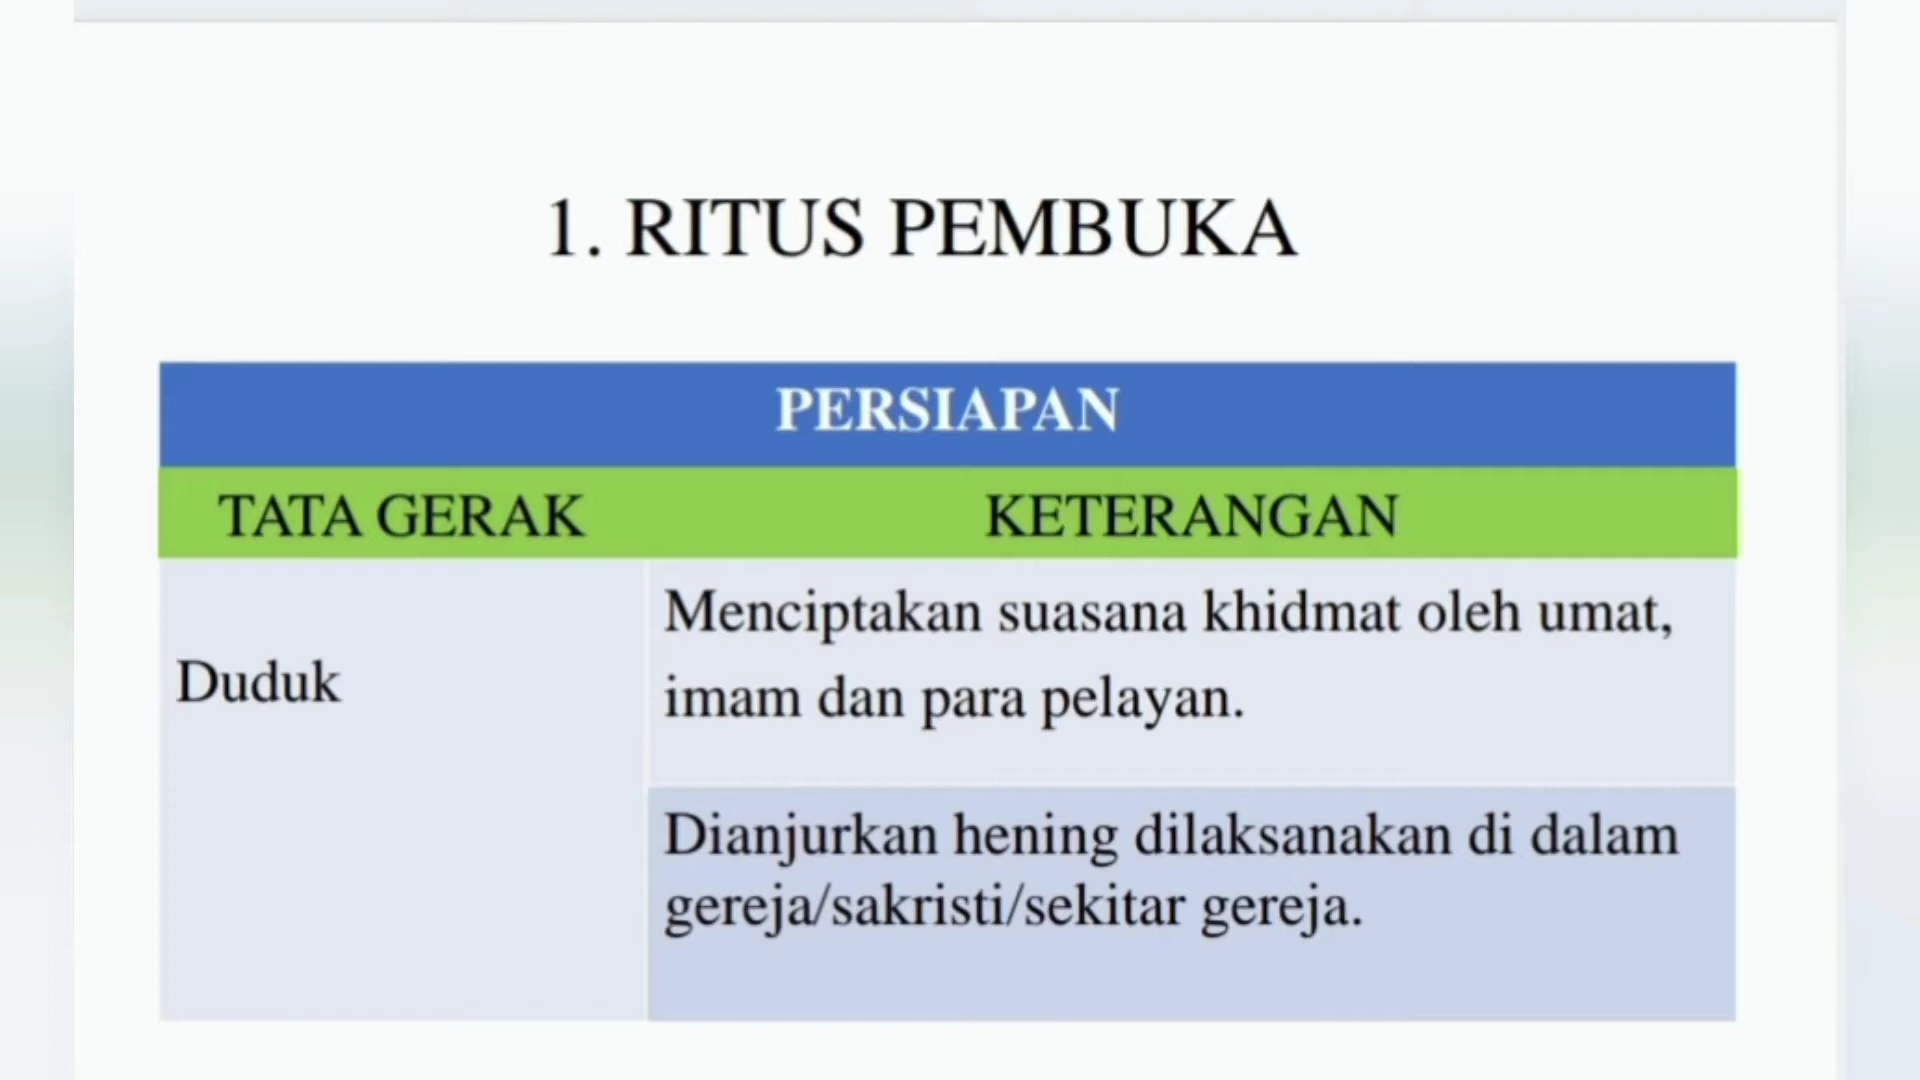 1. RITUS PEMBUKA
PERSIAPAN
TATA GERAK KETERANGAN
Duduk
Menciptakan suasana khidmat oleh umat,
imam dan para pelayan.
Dianjurkan hening dilaksanakan di dalam
gereja/sakristi/sekitar gereja.